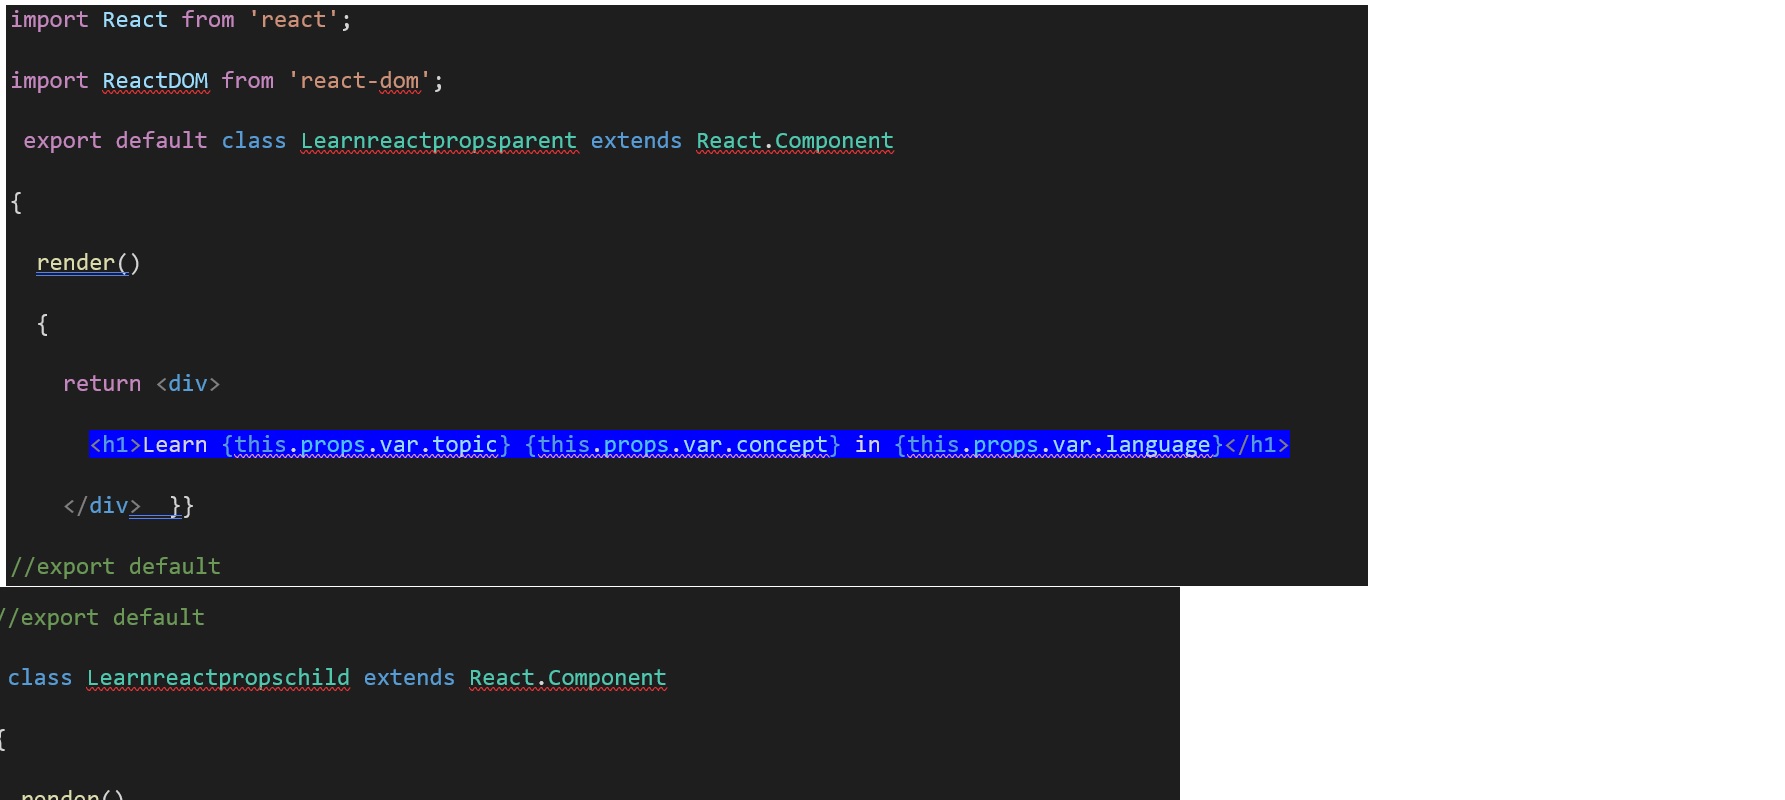 import React from 'react';
import ReactDOM from 'react-dom';
export default class Learnreactpropsparent extends React.Component
{
render()
{
return <div>
<h1>Learn {this.props.var.topic} {this.props.var.concept} in {this.props.var.language}</h1>
</div>  }}
//export default
//export default
class Learnreactpropschild extends React.Component
{
render()